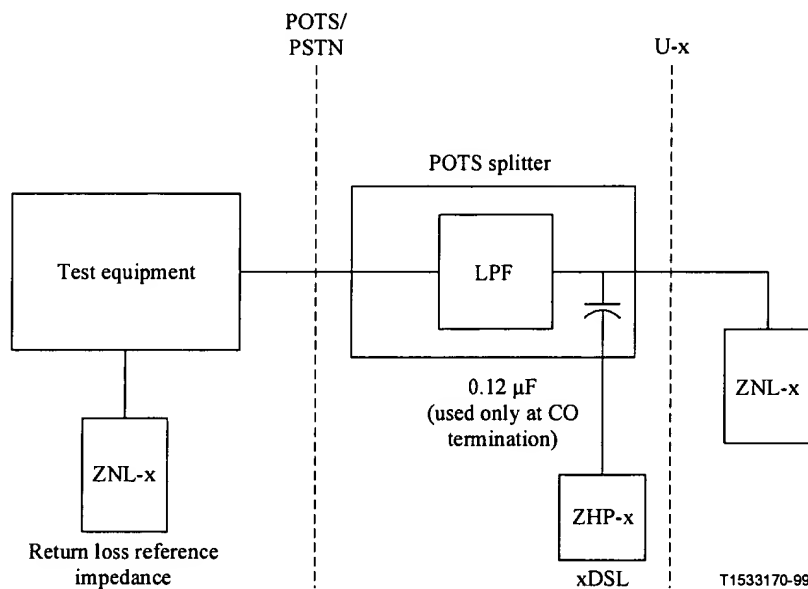 POTS/
PSTN
U-x
POTS splitter
Test equipment
LPF
ZNL-x
0.12 µF
(used only at CO
termination)
ZNL-x
ZHP-x
Return loss reference
impedance
xDSL
T1533170-99